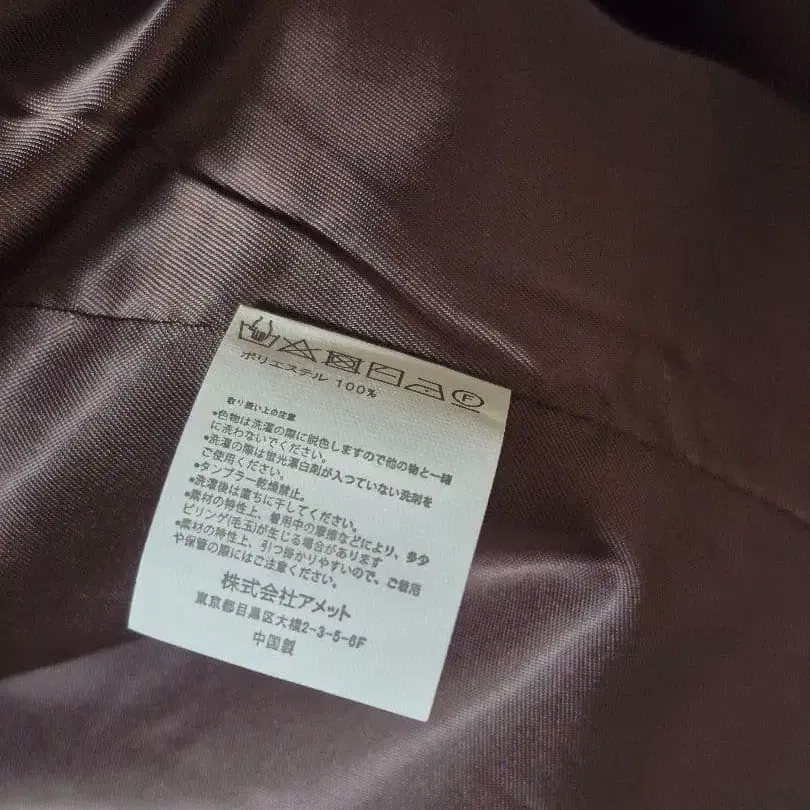 F
ポリエステル 100%
取り扱い上の注意
•色物は洗濯の際に脱色しますので他の物と一緒
に洗わないでください。
•洗濯の際は蛍光漂白剤が入つていない洗剤を
ご使用ください。
•タンブラー乾燥禁止。
•洗濯後は直ちに干してください。
•素材の特性上、着用中の摩擦などにより、多少
ピリング(毛玉)が生じる場合があります
•素材の特性上、引つ掛かりやすいので、ご着用
や保管の際にはご注意ください。
株式会社アメット
東京都目黒区大橋2-3-5-6F
中国製